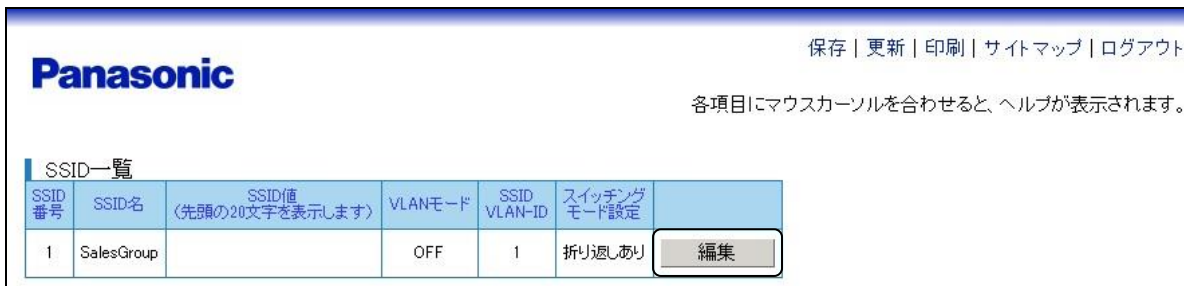 保存 | 更新 | 印刷 | サイトマップ | ログアウト
Panasonic
各項目にマウスカーソルを合わせると、ヘルプが表示されます。
SSID一覧
SSID番号 SSID名 SSID値(先頭の20文字を表示します) VLANモード SSID VLAN-ID スイッチングモード設定
1 SalesGroup OFF 1 折り返しあり 編集